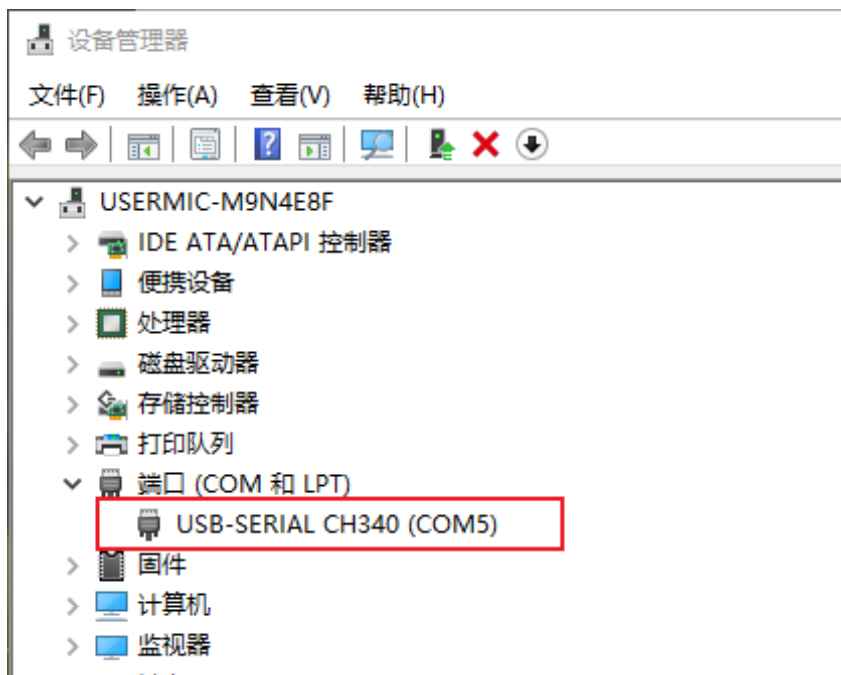 设备管理器
文件(F) 操作(A) 查看(V) 帮助(H)
USERMIC-M9N4E8F
IDE ATA/ATAPI 控制器
便携设备
处理器
磁盘驱动器
存储控制器
打印队列
端口 (COM 和 LPT)
USB-SERIAL CH340 (COM5)
固件
计算机
监视器